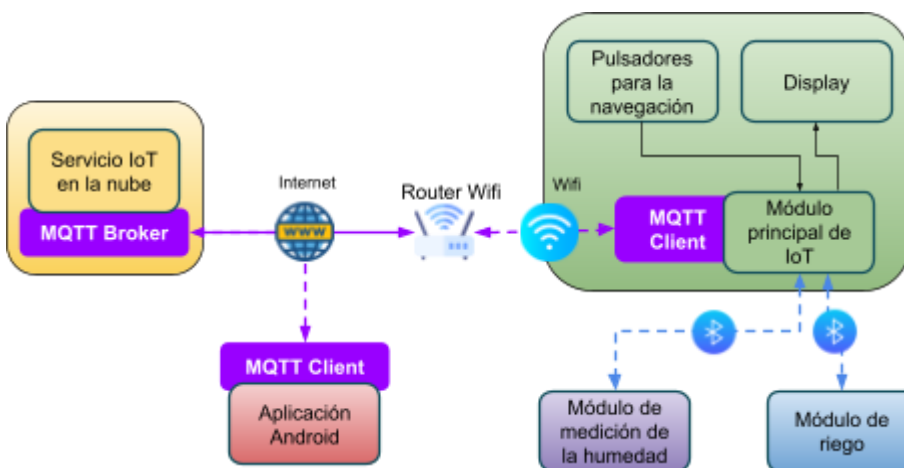 Pulsadores
para la
navegación
Display
Servicio IoT
en la nube
MQTT Broker
Internet
WWW
Router Wifi
Wifi
MQTT
Client
Módulo
principal de
IoT
MQTT Client
Aplicación
Android
Módulo de
medición de
la humedad
Módulo de
riego